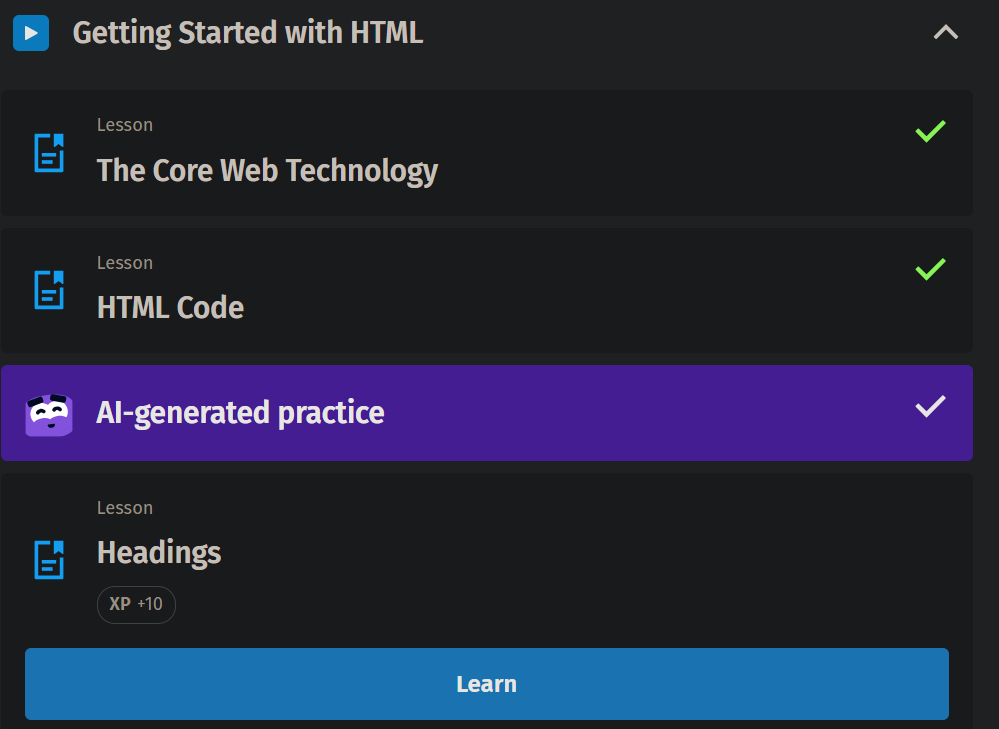 Getting Started with HTML
Lesson
The Core Web Technology
Lesson
HTML Code
AI-generated practice
Lesson
Headings
XP +10
Learn